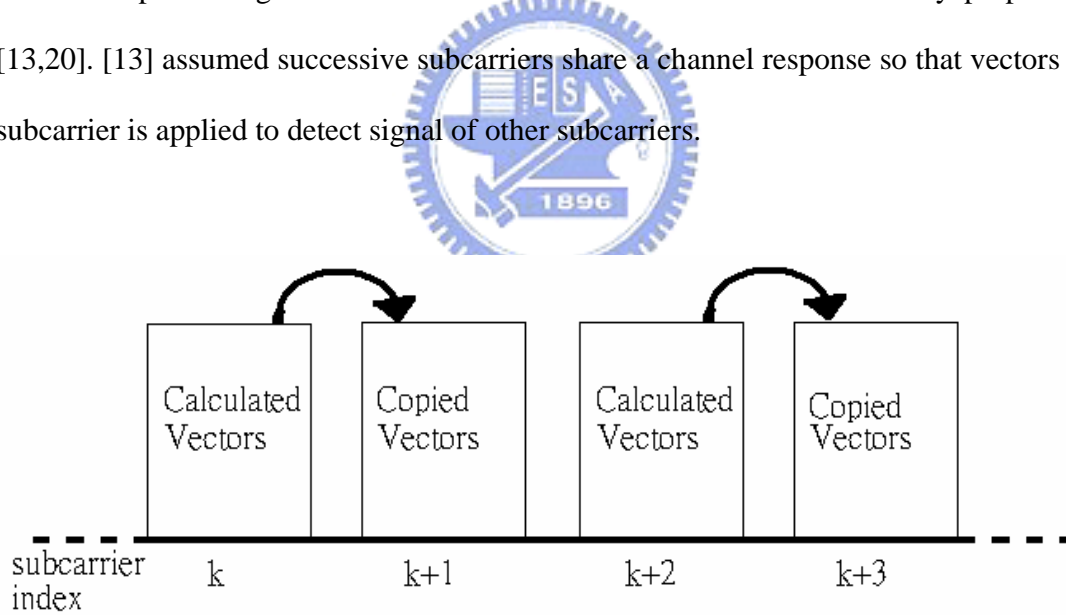 [13,20]. [13] assumed successive subcarriers share a channel response so that vectors
subcarrier is applied to detect signal of other subcarriers.
E S A
1896
Calculated Vectors
Copied Vectors
Calculated Vectors
Copied Vectors
subcarrier index
k
k+1
k+2
k+3